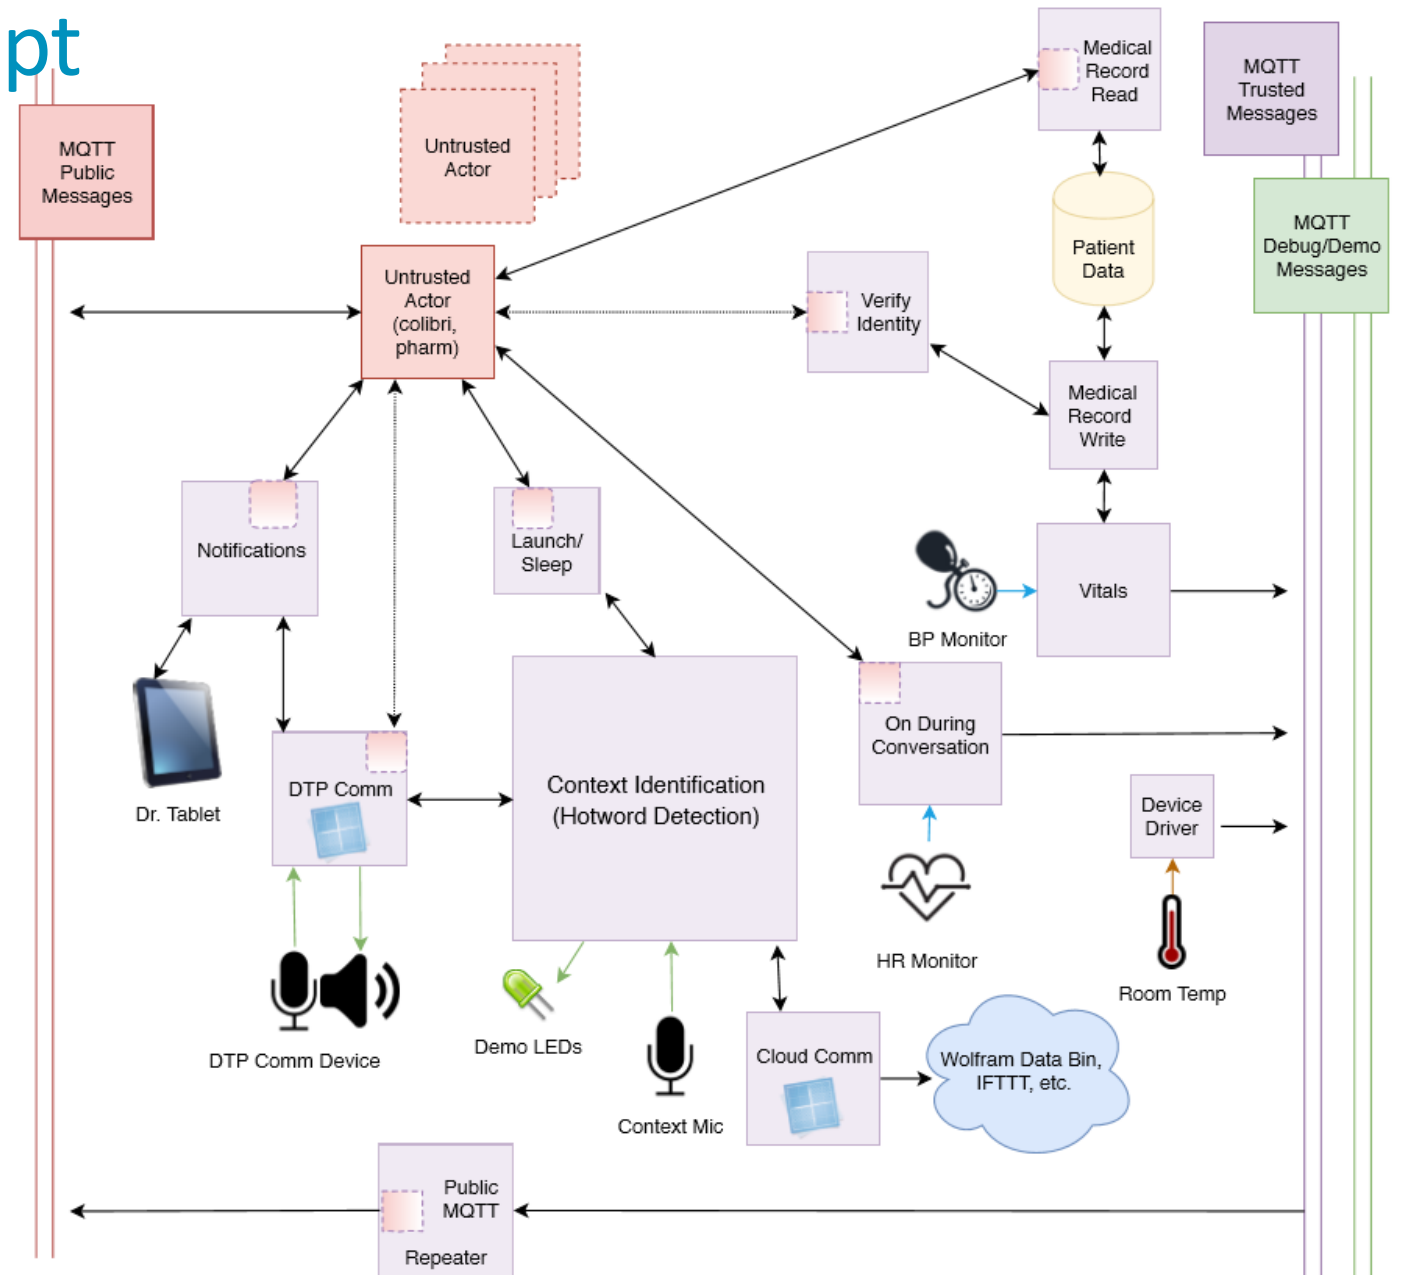 pt
MQTT
Public
Messages
Untrusted
Actor
Medical
Record
Read
MQTT
Trusted
Messages
MQTT
Debug/Demo
Messages
Patient
Data
Untrusted
Actor
(colibri,
pharm)
Verify
Identity
Medical
Record
Write
Notifications
Launch/
Sleep
BP Monitor
Vitals
Dr. Tablet
DTP Comm
Context Identification
(Hotword Detection)
On During
Conversation
Device
Driver
HR Monitor
Room Temp
DTP Comm Device
Demo LEDs
Context Mic
Cloud Comm
Wolfram Data Bin,
IFTTT, etc.
Public
MQTT
Repeater